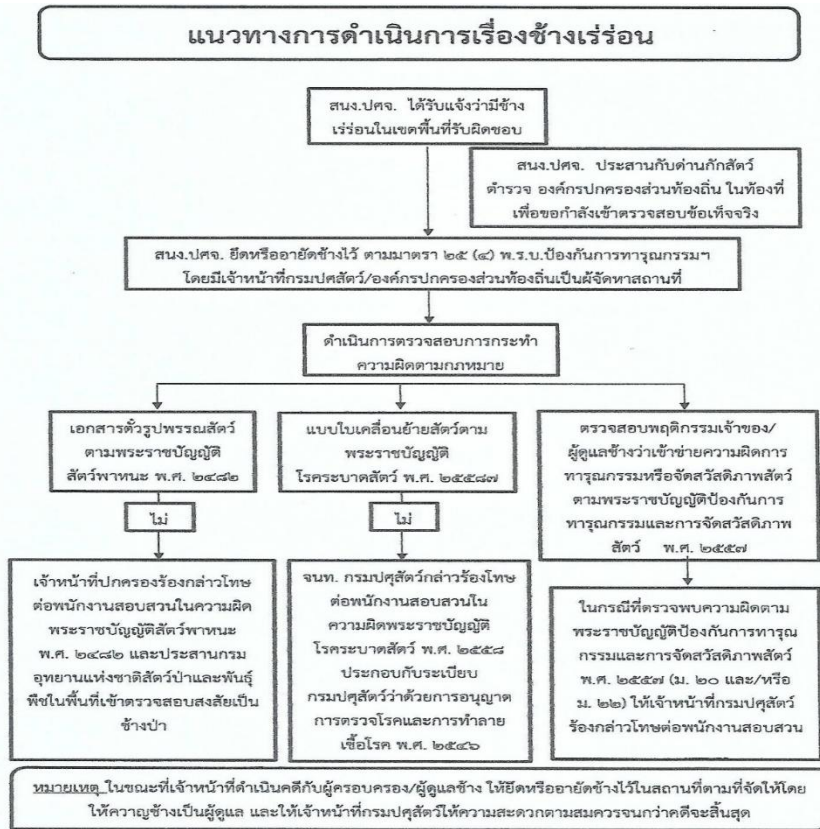 แนวทางการดำเนินการเรื่องช้างเร่ร่อน
สนง.ปศจ. ได้รับแจ้งว่ามีช้าง
เร่ร่อนในเขตพื้นที่รับผิดชอบ
สนง.ปศจ. ประสานกับด่านกักสัตว์
ตำรวจ องค์กรปกครองส่วนท้องถิ่น ในท้องที่
เพื่อขอกำลังเข้าตรวจสอบข้อเท็จจริง
สนง.ปศจ. ยึดหรืออายัดช้างไว้ ตามมาตรา ๒๕ (๔) พ.ร.บ.ป้องกันการทารุณกรรมฯ
โดยมีเจ้าหน้าที่กรมปศุสัตว์/องค์กรปกครองส่วนท้องถิ่นเป็นผู้จัดหาสถานที่
ดำเนินการตรวจสอบการกระทำ
ความผิดตามกฎหมาย
เอกสารตั๋วรูปพรรณสัตว์
ตามพระราชบัญญัติ
สัตว์พาหนะ พ.ศ. ๒๔๘๒
ไม่
เจ้าหน้าที่ปกครองร้องกล่าวโทษ
ต่อพนักงานสอบสวนในความผิด
พระราชบัญญัติสัตว์พาหนะ
พ.ศ. ๒๔๘๒ และประสานกรม
อุทยานแห่งชาติสัตว์ป่าและพันธุ์
พืชในพื้นที่เข้าตรวจสอบสงสัยเป็น
ช้างป่า
แบบใบเคลื่อนย้ายสัตว์ตาม
พระราชบัญญัติ
โรคระบาดสัตว์ พ.ศ. ๒๕๕๘๗
ไม่
จนท. กรมปศุสัตว์กล่าวร้องโทษ
ต่อพนักงานสอบสวนใน
ความผิดพระราชบัญญัติ
โรคระบาดสัตว์ พ.ศ. ๒๕๕๘
ประกอบกับระเบียบ
กรมปศุสัตว์ว่าด้วยการอนุญาต
การตรวจโรคและการทำลาย
เชื้อโรค พ.ศ. ๒๕๔๖
ตรวจสอบพฤติกรรมเจ้าของ/
ผู้ดูแลช้างว่าเข้าข่ายความผิดการ
ทารุณกรรมหรือจัดสวัสดิภาพสัตว์
ตามพระราชบัญญัติป้องกันการ
ทารุณกรรมและการจัดสวัสดิภาพ
สัตว์ พ.ศ. ๒๕๕๗
ในกรณีที่ตรวจพบความผิดตาม
พระราชบัญญัติป้องกันการทารุณ
กรรมและการจัดสวัสดิภาพสัตว์
พ.ศ. ๒๕๕๗ (ม. ๒๐ และ/หรือ
ม. ๒๒) ให้เจ้าหน้าที่กรมปศุสัตว์
ร้องกล่าวโทษต่อพนักงานสอบสวน
หมายเหตุ ในขณะที่เจ้าหน้าที่ดำเนินคดีกับผู้ครอบครอง/ผู้ดูแลช้าง ให้ยึดหรืออายัดช้างไว้ในสถานที่ตามที่จัดให้โดย
ให้ควาญช้างเป็นผู้ดูแล และให้เจ้าหน้าที่กรมปศุสัตว์ให้ความสะดวกตามสมควรจนกว่าคดีจะสิ้นสุด